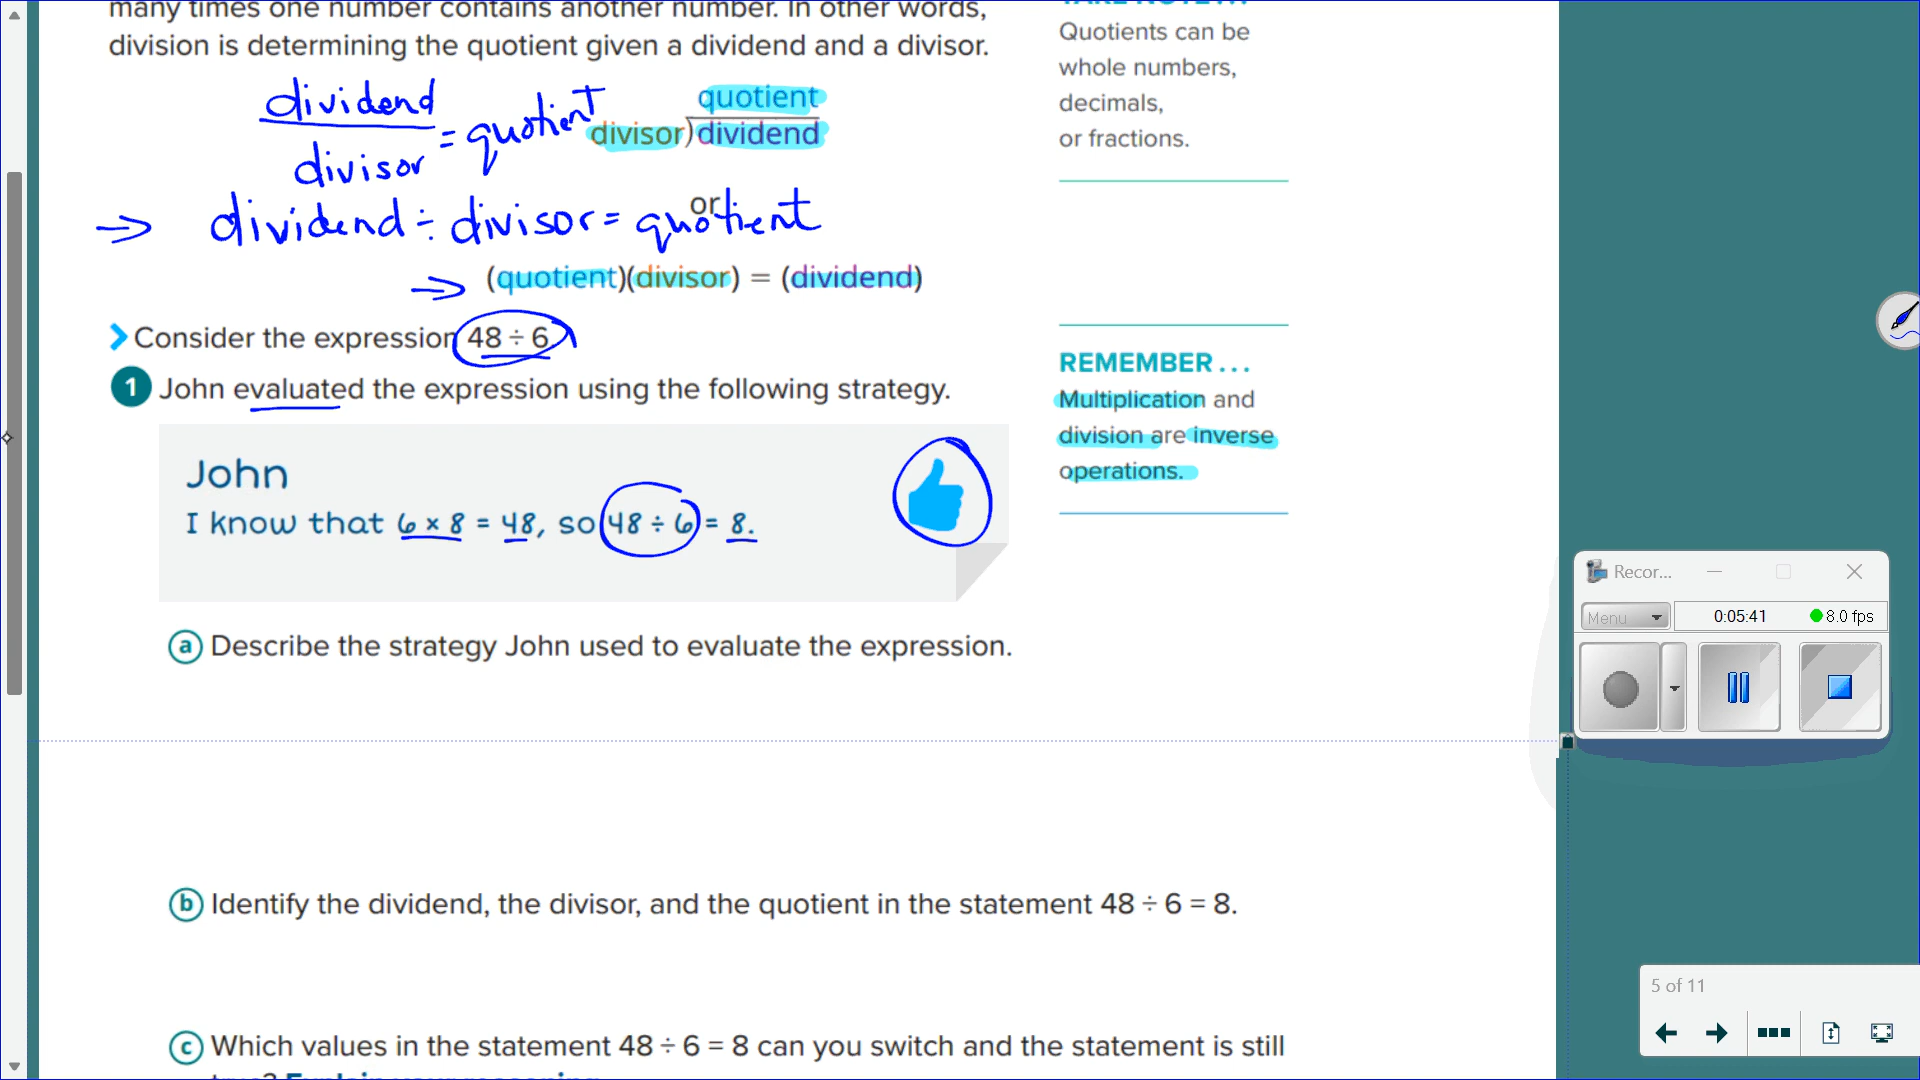 many times one number contains another number. In other words,
division is determining the quotient given a dividend and a divisor.
dividend
divisor
= quotient
quotient
divisor)dividend
or
⇒ dividend ÷ divisor = quotient
⇒ (quotient)(divisor) = (dividend)
Consider the expression 48 ÷ 6
1 John evaluated the expression using the following strategy.
John
I know that 6 × 8 = 48, so 48 ÷ 6 = 8.
a Describe the strategy John used to evaluate the expression.
b Identify the dividend, the divisor, and the quotient in the statement 48 ÷ 6 = 8.
c Which values in the statement 48 ÷ 6 = 8 can you switch and the statement is still
true? Explain your reasoning.
TAKE NOTE . . .
Quotients can be
whole numbers,
decimals,
or fractions.
REMEMBER . . .
Multiplication and
division are inverse
operations.
Recor...
Menu
0:05:41
8.0 fps
5 of 11